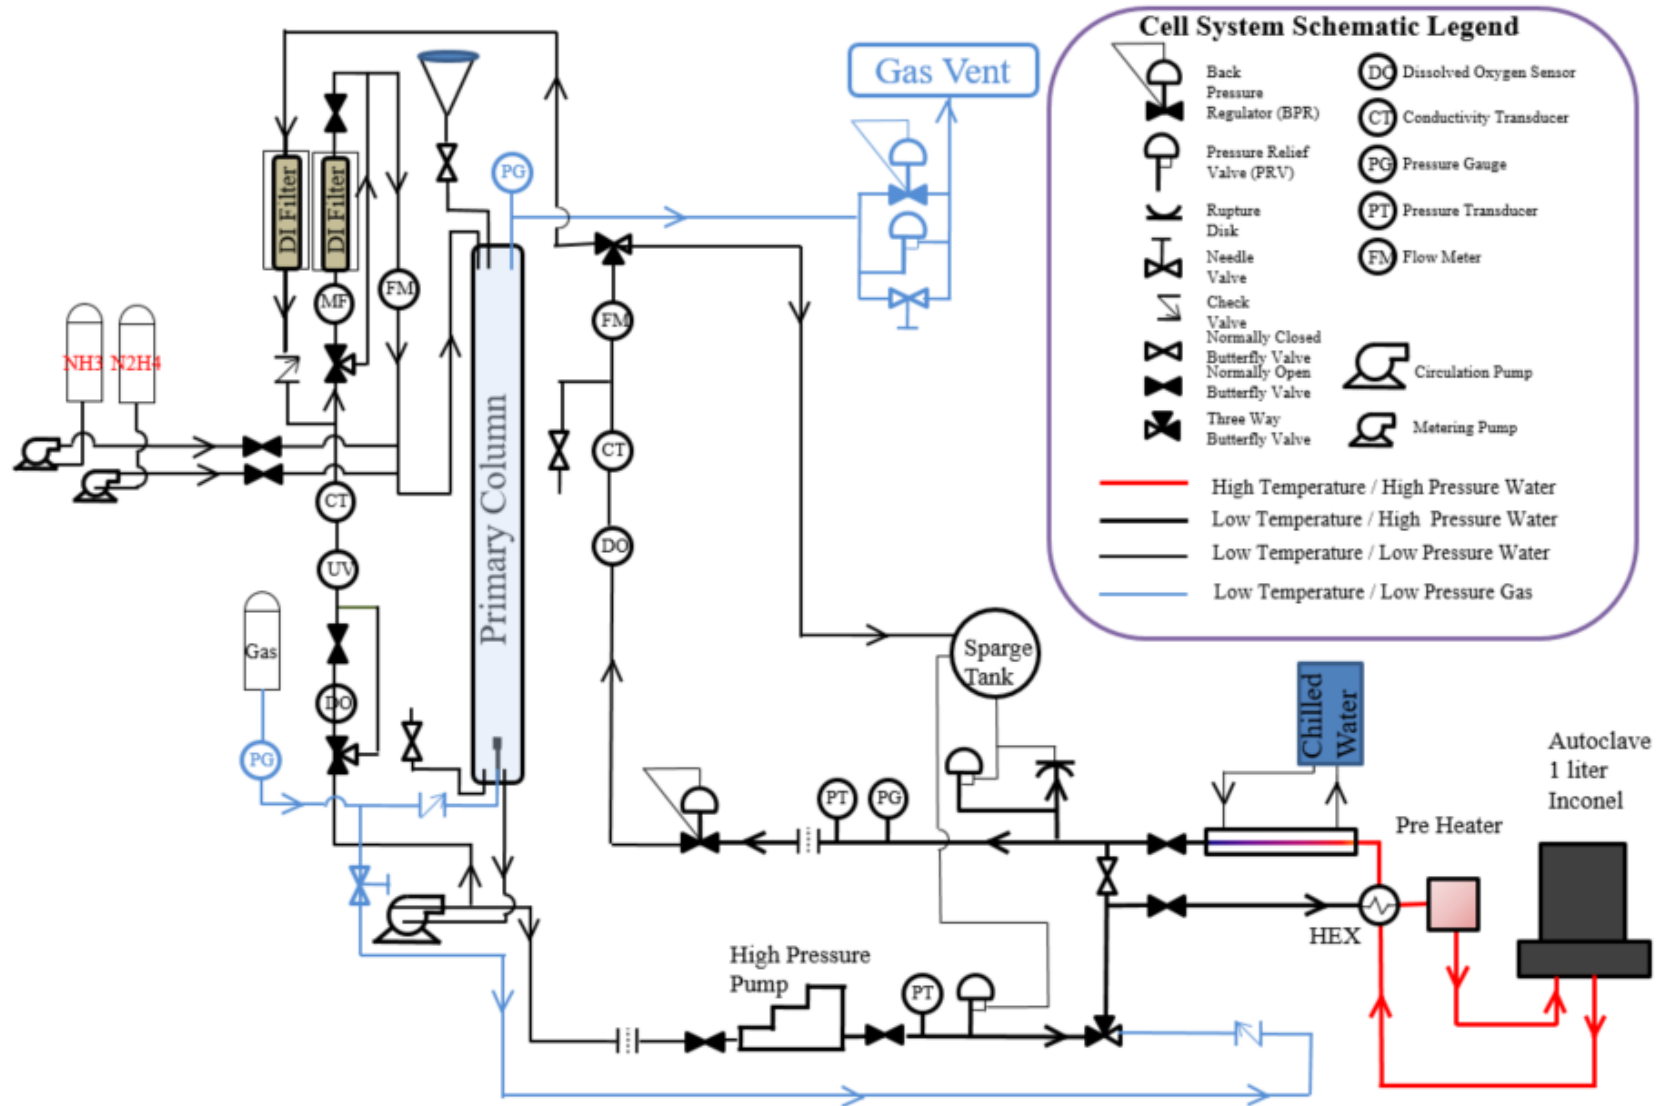 Cell System Schematic Legend
Back
Pressure
Regulator (BPR)
Pressure Relief
Valve (PRV)
Rupture
Disk
Needle
Valve
Check
Valve
Normally Closed
Butterfly Valve
Normally Open
Butterfly Valve
Three Way
Butterfly Valve
DO Dissolved Oxygen Sensor
CT Conductivity Transducer
PG Pressure Gauge
PT Pressure Transducer
FM Flow Meter
Circulation Pump
Metering Pump
High Temperature / High Pressure Water
Low Temperature / High Pressure Water
Low Temperature / Low Pressure Water
Low Temperature / Low Pressure Gas
Gas Vent
PG
DI Filter
DI Filter
MF
FM
NH3
N2H4
CT
UV
DO
Gas
PG
Primary Column
FM
CT
DO
Sparge
Tank
Chilled
Water
Autoclave
1 liter
Inconel
Pre Heater
PT
PG
HEX
High Pressure
Pump
PT